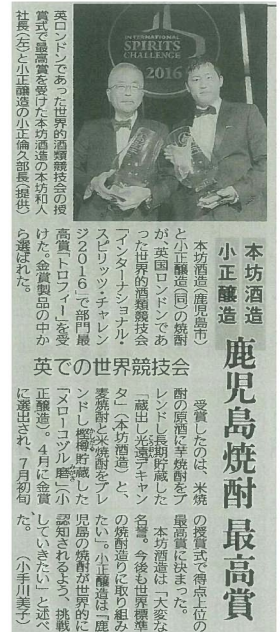 INTERNATIONAL
SPIRITS
CHALLENGE
2016
英ロンドンであった世界的酒類競技会の授
賞式で最高賞を受けた本坊酒造の本坊和人
社長（左）と小正醸造の小正倫久部長（提供）
本坊酒造
小正醸造
鹿児島焼酎 最高賞
英での世界競技会
本坊酒造（鹿児島市）
と小正醸造（同）の焼酎
が、英国ロンドンであ
った世界的酒類競技会
「インターナショナル・
スピリッツ・チャレン
ジ2016」で部門最
高賞「トロフィー」を受
けた。金賞製品の中か
ら選ばれた。
受賞したのは、米焼
酎の原酒に芋焼酎をブ
レンドし長期貯蔵した
「蔵出し光遠デキャン
タ」（本坊酒造）と、
麦焼酎と米焼酎をブレ
ンドし樫樽貯蔵した
「メローコヅル磨」（小
正醸造）。4月に金賞
に選出され、7月初旬
の授賞式で得点上位の
最高賞に決まった。
本坊酒造は「大変な
名誉。今後も世界標準
の焼酎造りに取り組み
たい」。小正醸造は「鹿
児島の焼酎が世界的に
認知されるよう、挑戦
していきたい」と述べ
た。（小手川美子）